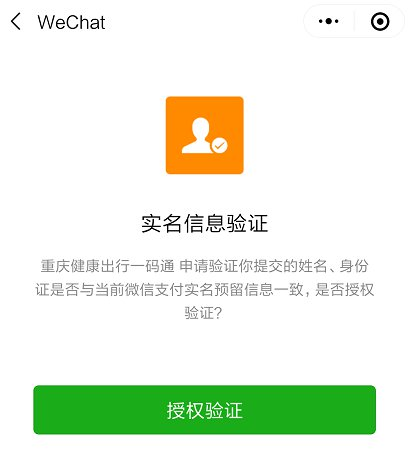 WeChat
实名信息验证
重庆健康出行一码通 申请验证你提交的姓名、身份
证是否与当前微信支付实名预留信息一致，是否授权
验证？
授权验证